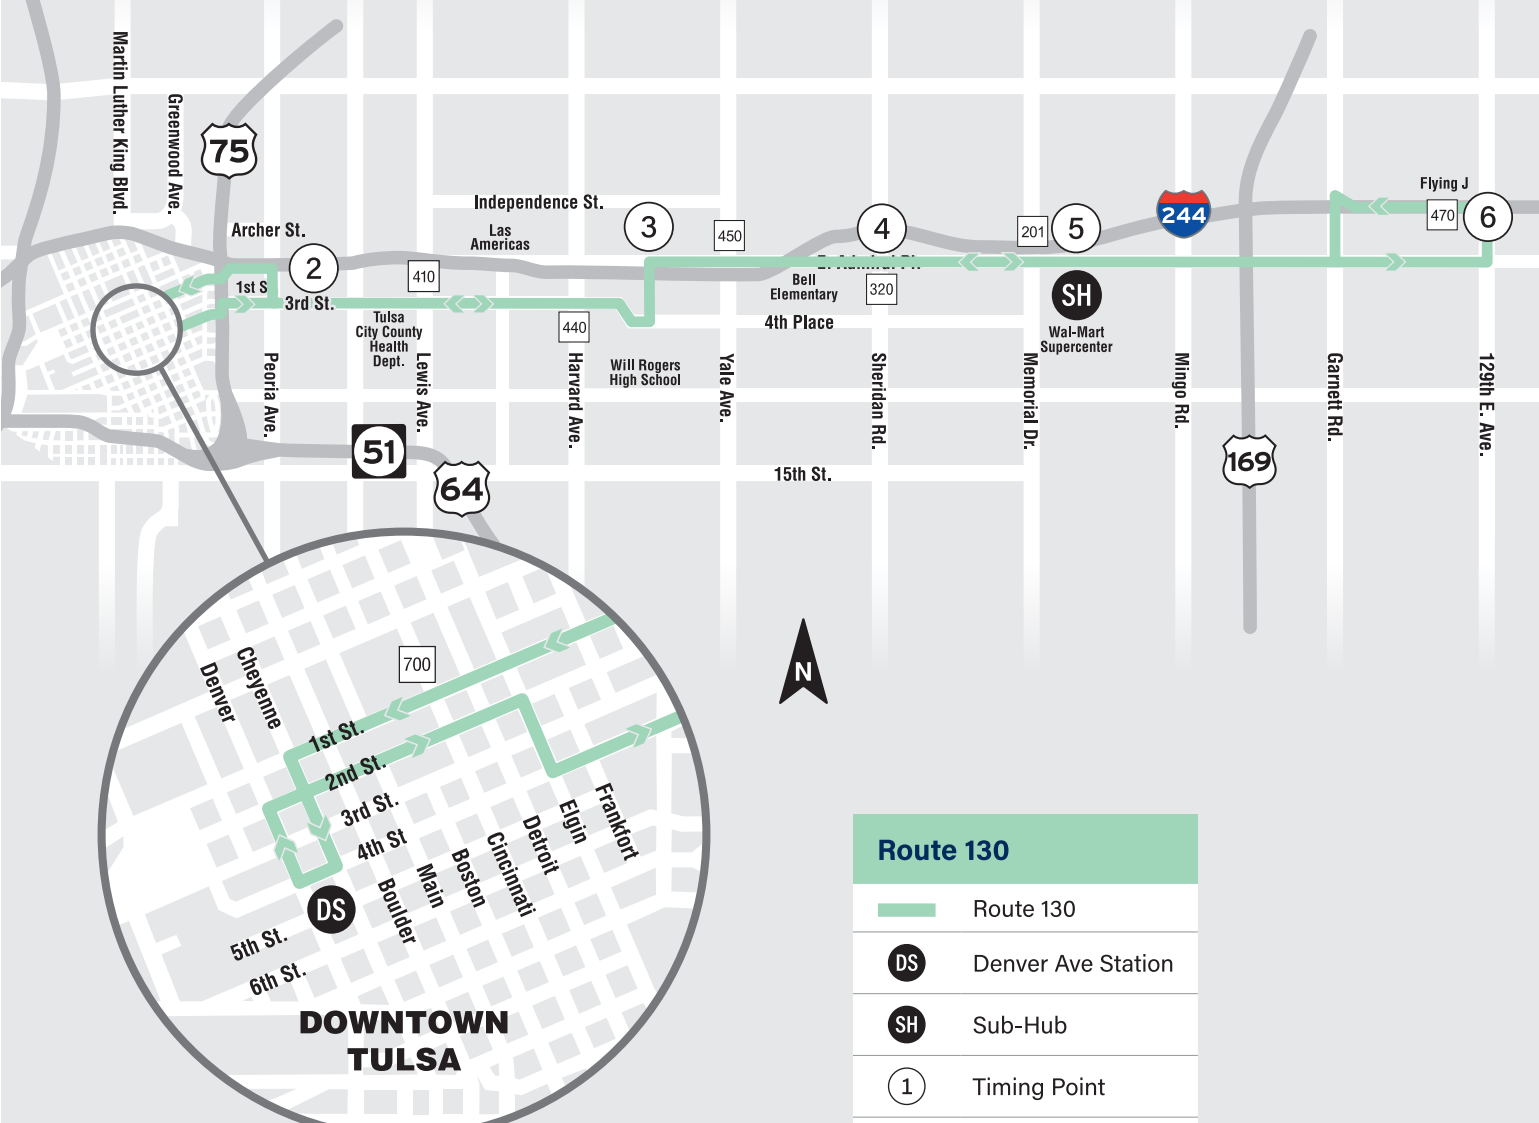 Martin Luther King Blvd.
Greenwood Ave.
75
Archer St.
Independence St.
Las
Americas
2
3
450
4
201
5
244
Flying J
470
6
410
1st S
3rd St.
Bell
Elementary
320
SH
Tulsa
City County
Health
Dept.
440
4th Place
Wal-Mart
Supercenter
Will Rogers
High School
Peoria Ave.
Lewis Ave.
Harvard Ave.
Yale Ave.
Sheridan Rd.
Memorial Dr.
Mingo Rd.
Garnett Rd.
129th E. Ave.
51
64
15th St.
169
N
700
Denver
Cheyenne
1st St.
2nd St.
3rd St.
4th St
Boulder
Main
Boston
Cincinnati
Detroit
Elgin
Frankfort
DS
5th St.
6th St.
DOWNTOWN
TULSA
Route 130
Route 130
DS Denver Ave Station
SH Sub-Hub
1 Timing Point